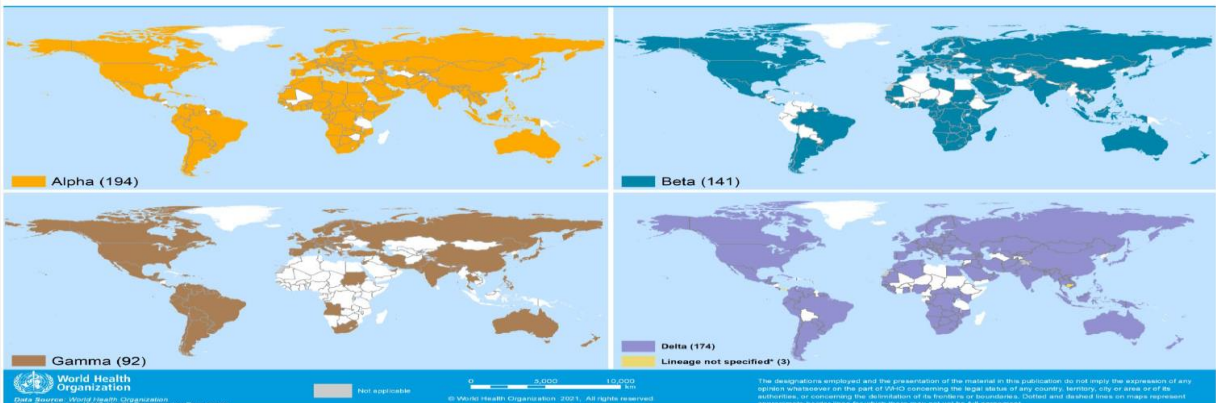 Alpha (194)
Beta (141)
Gamma (92)
Delta (174)
Lineage not specified* (3)
World Health
Organization
Data Source: World Health Organization
Not applicable
0 5,000 10,000
km
© World Health Organization 2021, All rights reserved
The designations employed and the presentation of the material in this publication do not imply the expression of any
opinion whatsoever on the part of WHO concerning the legal status of any country, territory, city or area or of its
authorities, or concerning the delimitation of its frontiers or boundaries. Dotted and dashed lines on maps represent